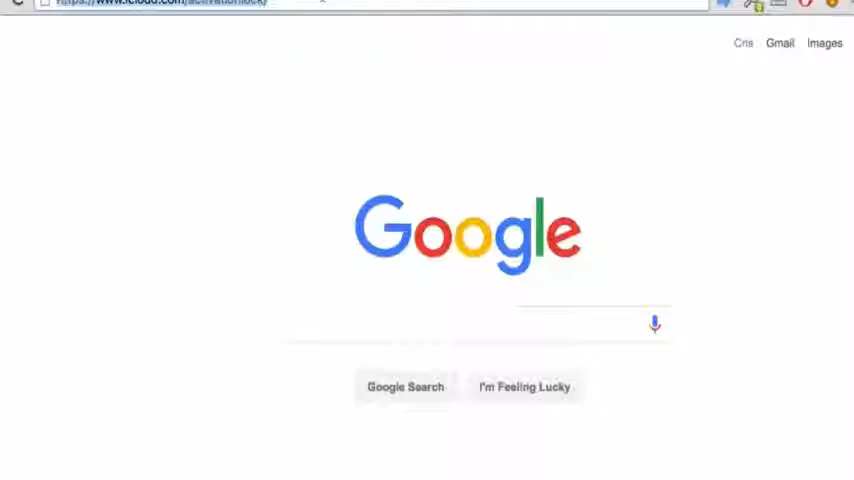 https://www.icloud.com/activationlock/
Cris Gmail Images
Google
Google Search I'm Feeling Lucky